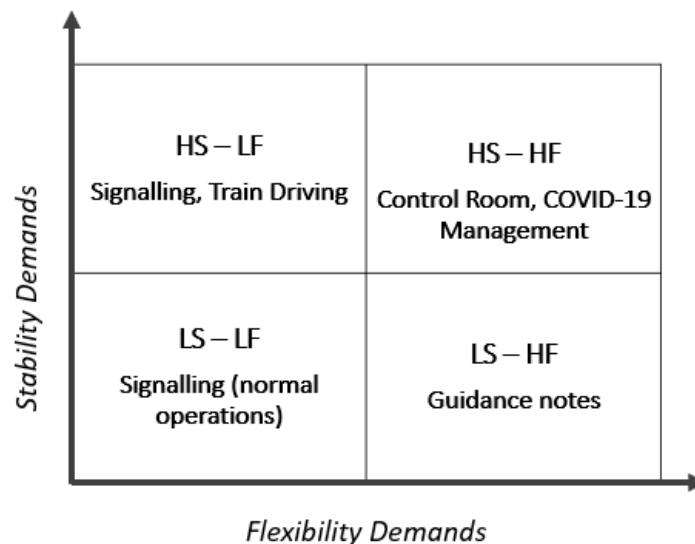 Stability Demands
HS – LF
Signalling, Train Driving
HS – HF
Control Room, COVID-19
Management
LS – LF
Signalling (normal
operations)
LS – HF
Guidance notes
Flexibility Demands